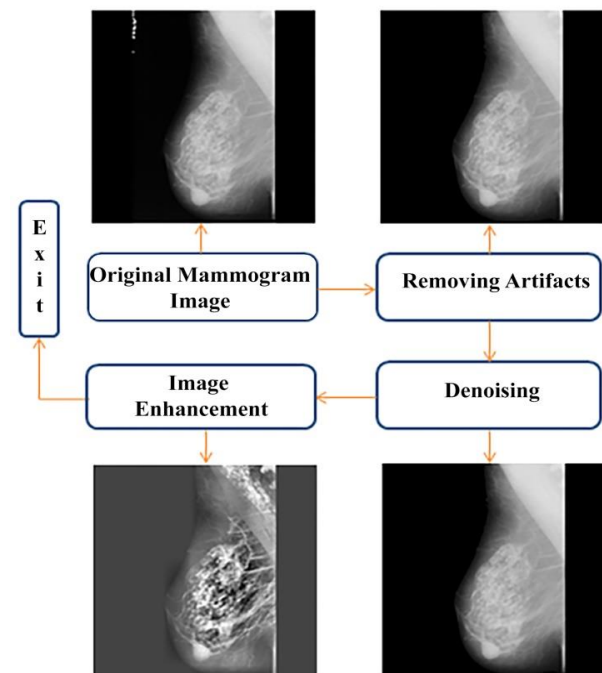 E
x
i
t
Original Mammogram
Image
Removing Artifacts
Image
Enhancement
Denoising